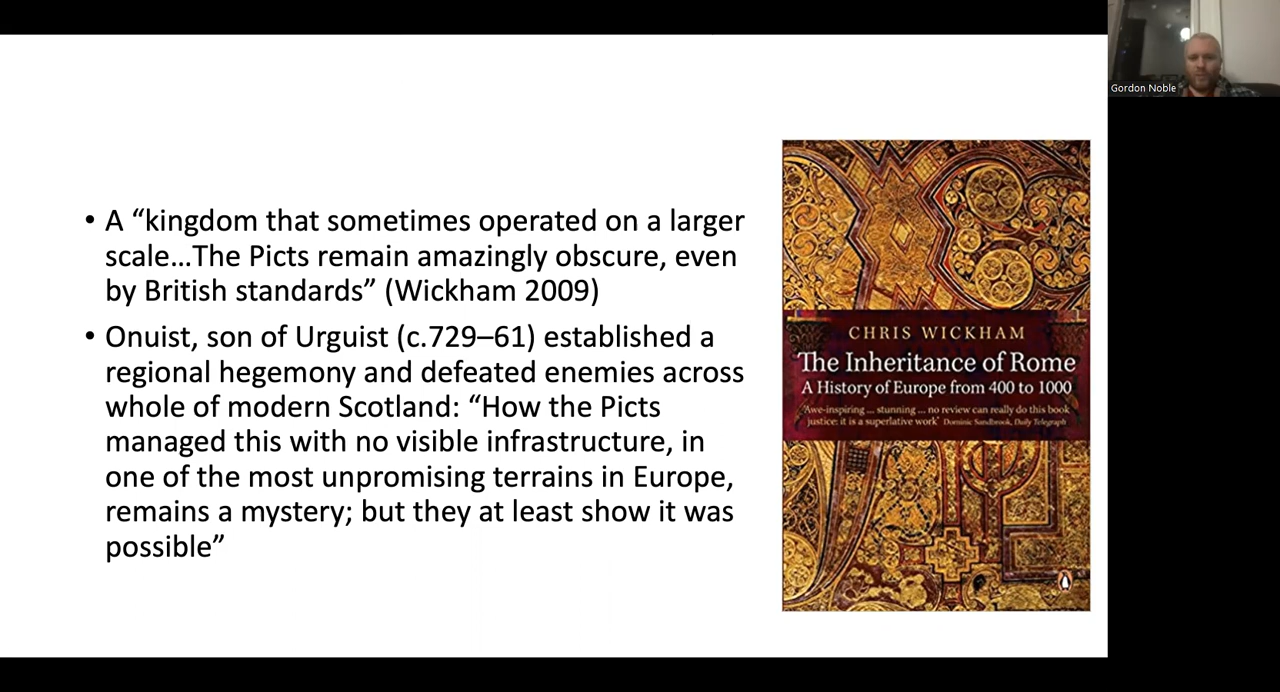 Gordon Noble
• A “kingdom that sometimes operated on a larger
scale…The Picts remain amazingly obscure, even
by British standards” (Wickham 2009)
• Onuist, son of Urguist (c.729–61) established a
regional hegemony and defeated enemies across
whole of modern Scotland: “How the Picts
managed this with no visible infrastructure, in
one of the most unpromising terrains in Europe,
remains a mystery; but they at least show it was
possible”
CHRIS WICKHAM
The Inheritance of Rome
A History of Europe from 400 to 1000
‘Awe-inspiring ... stunning ... no review can really do this book
justice: it is a superlative work’ Dominic Sandbrook, Daily Telegraph